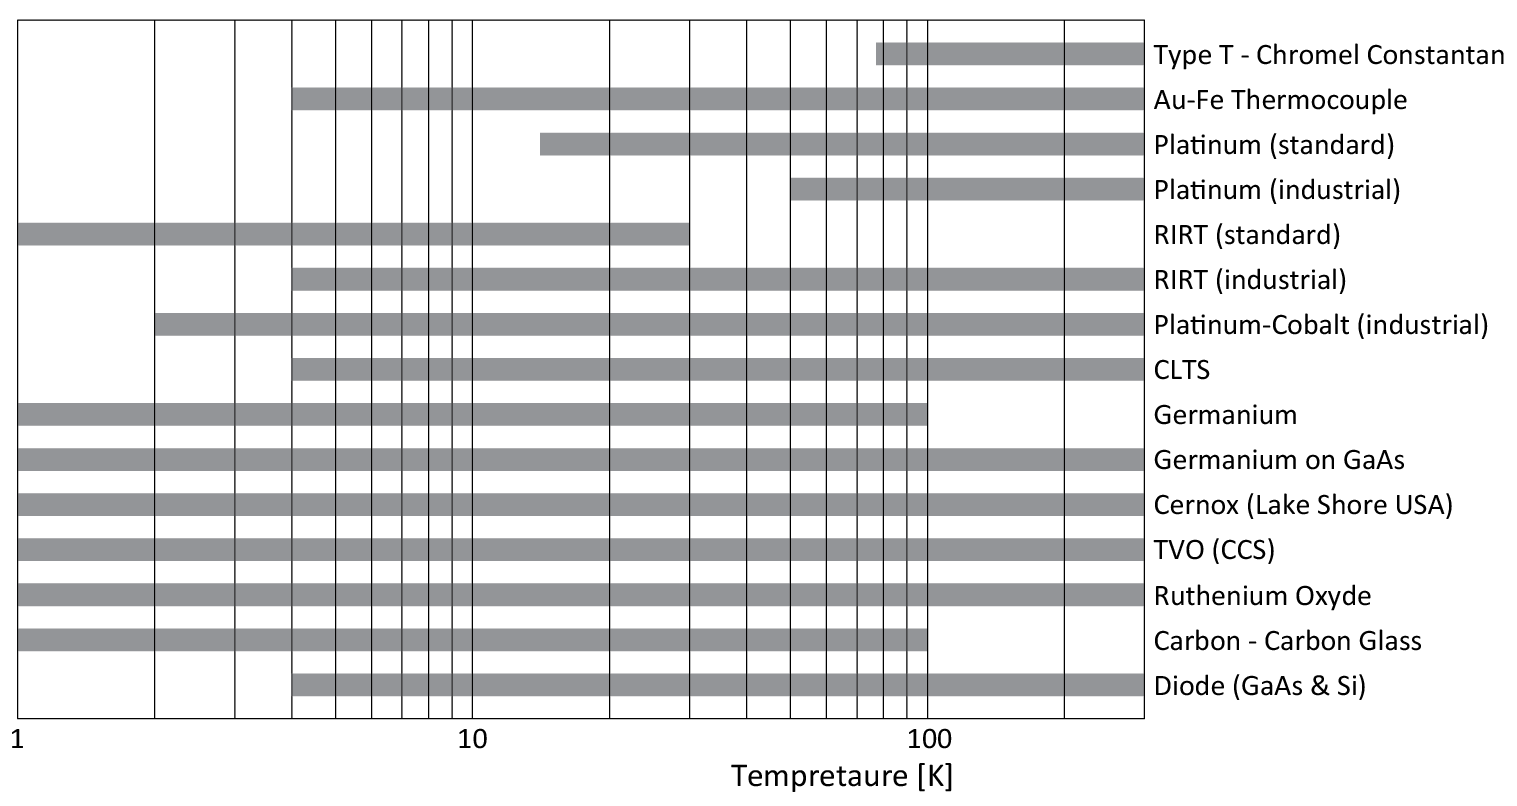 Type T - Chromel Constantan
Au-Fe Thermocouple
Platinum (standard)
Platinum (industrial)
RIRT (standard)
RIRT (industrial)
Platinum-Cobalt (industrial)
CLTS
Germanium
Germanium on GaAs
Cernox (Lake Shore USA)
TVO (CCS)
Ruthenium Oxyde
Carbon - Carbon Glass
Diode (GaAs & Si)
1 10 100
Tempretaure [K]